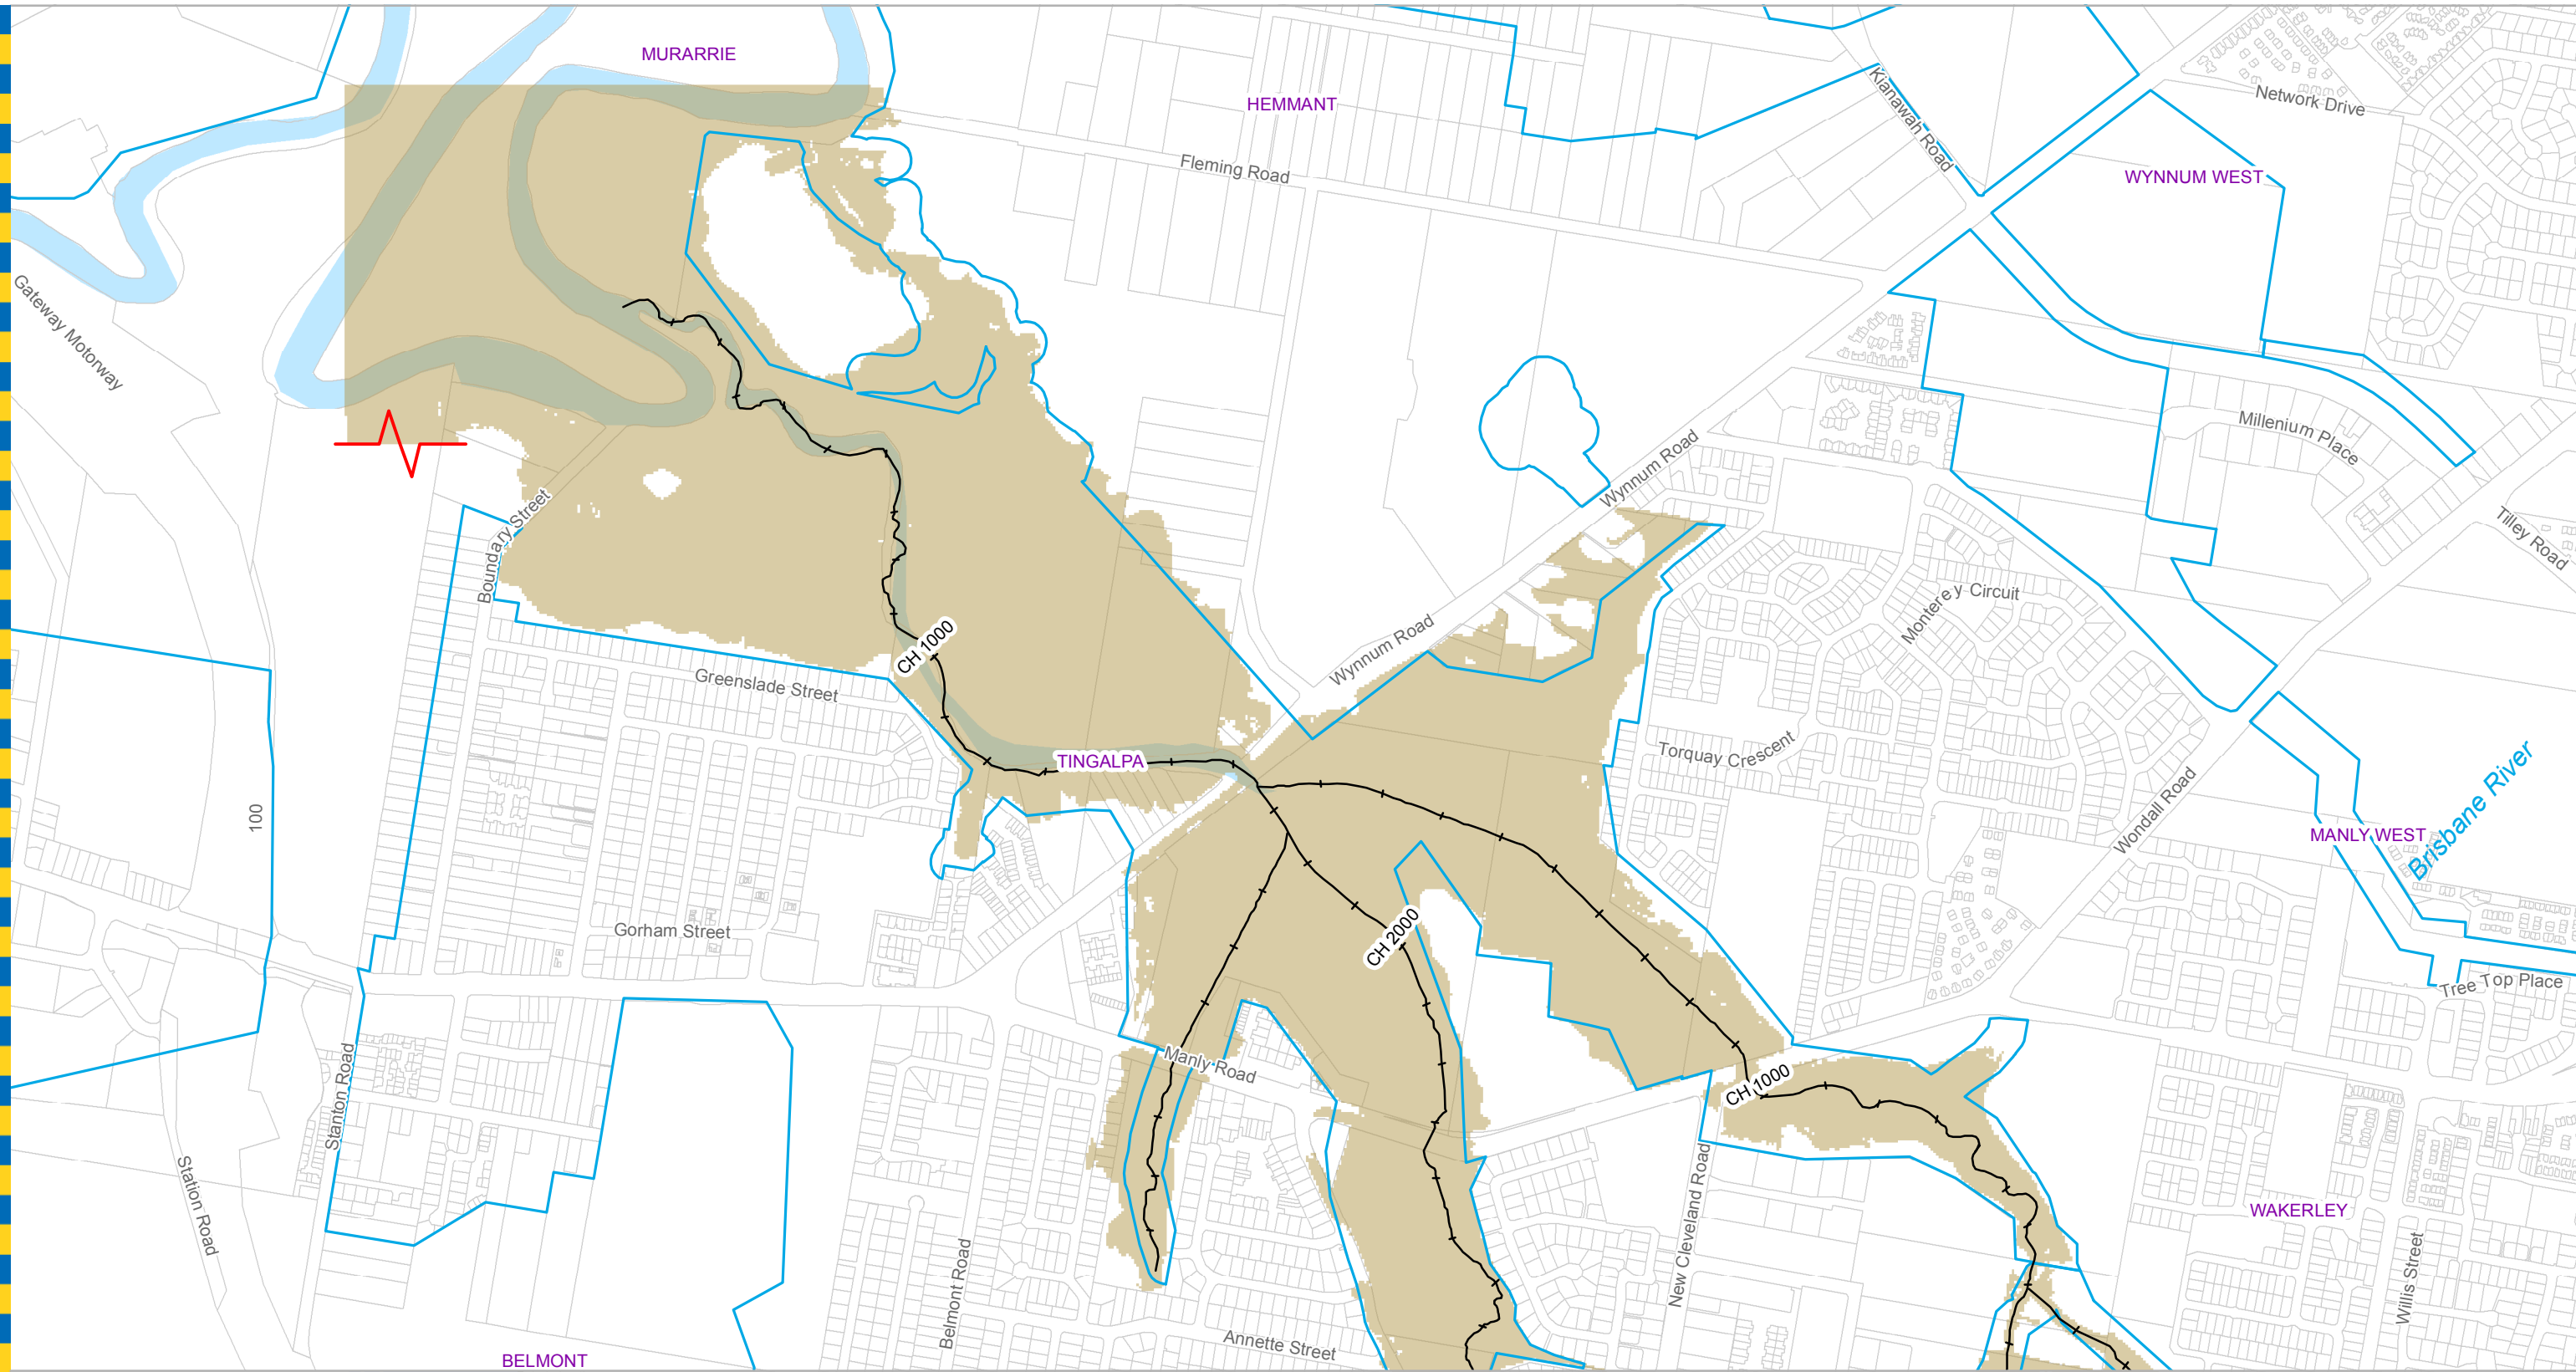 MURARRIE
HEMMANT
Kianawah Road
Network Drive
Fleming Road
WYNNUM WEST
Gateway Motorway
Millenium Place
Wynnum Road
Tilley Road
Boundary Street
Monterey Circuit
CH 1000
Wynnum Road
Greenslade Street
Torquay Crescent
TINGALPA
Brisbane River
Wondall Road
100
MANLY WEST
Gorham Street
CH 2000
Tree Top Place
Manly Road
CH 1000
Stanton Road
Station Road
New Cleveland Road
WAKERLEY
Willis Street
Belmont Road
Annette Street
BELMONT